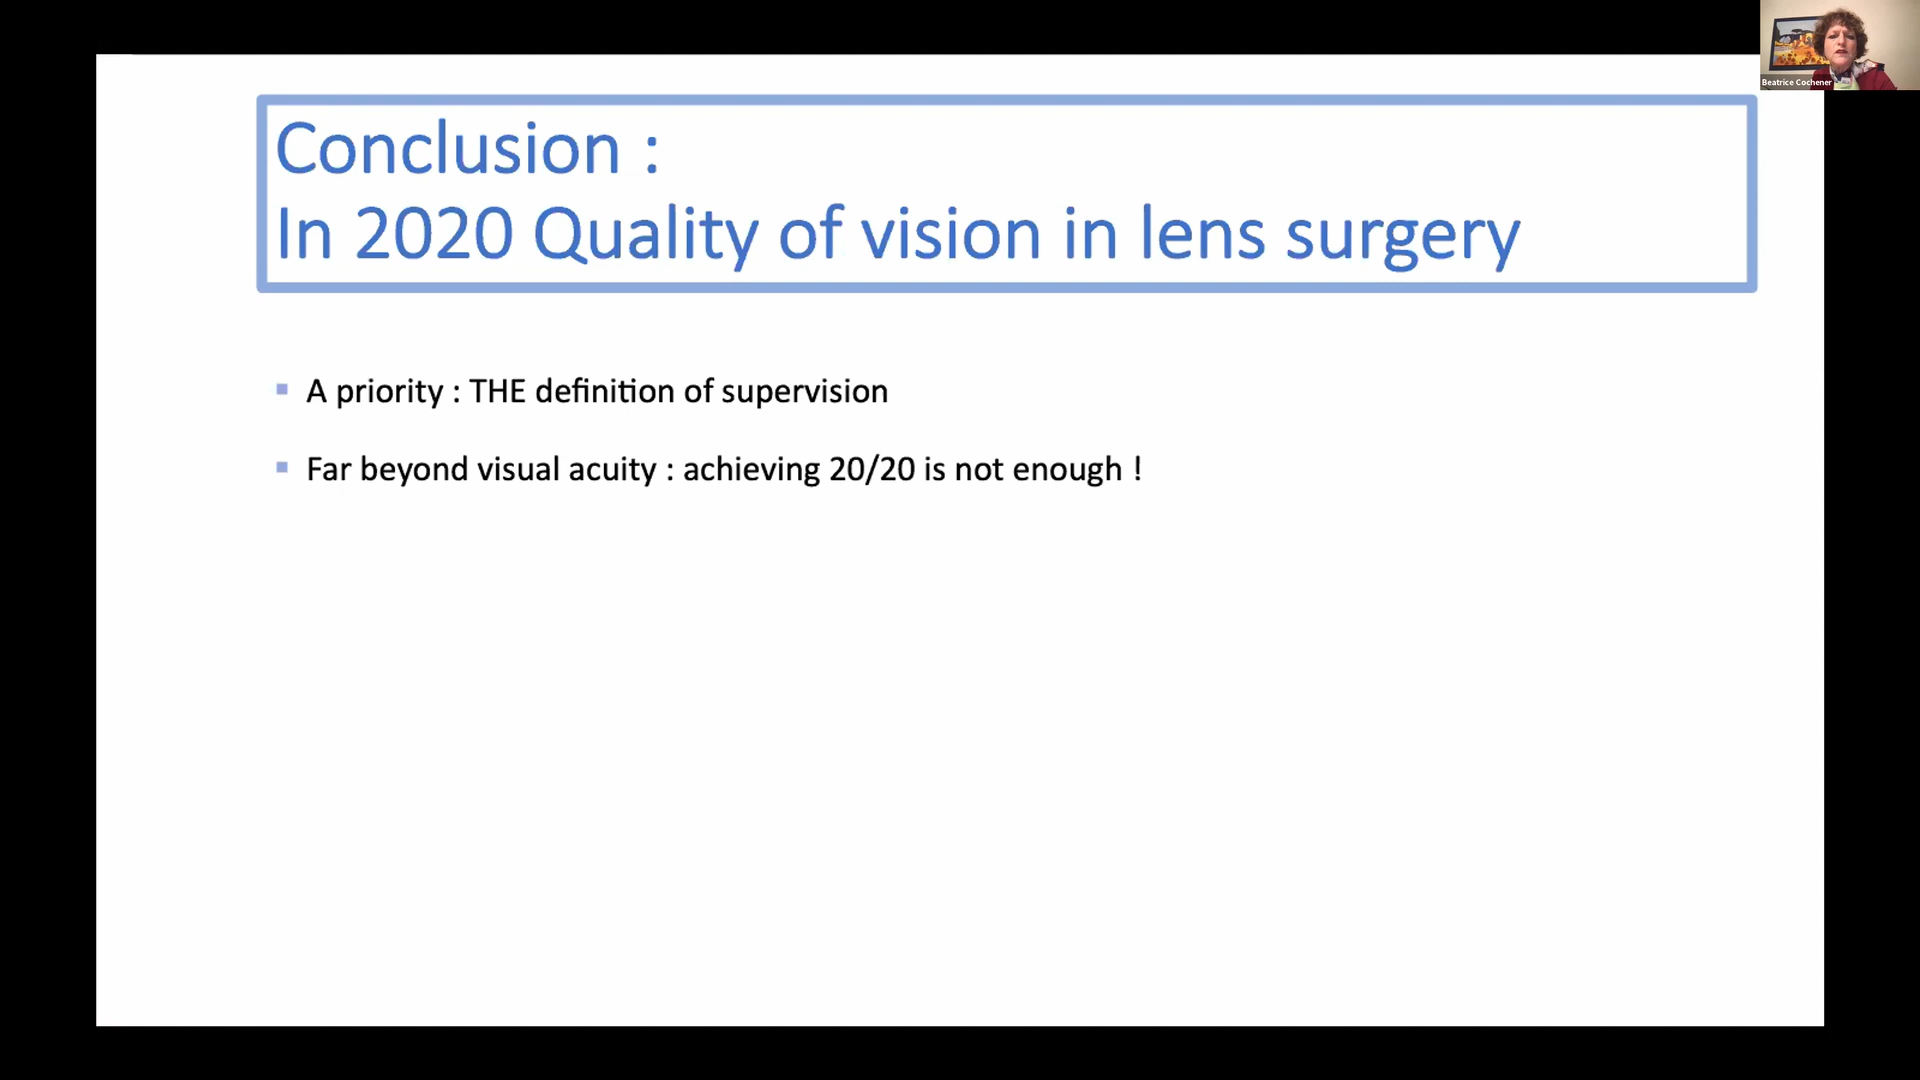 Conclusion :
In 2020 Quality of vision in lens surgery
A priority : THE definition of supervision
Far beyond visual acuity : achieving 20/20 is not enough !
Beatrice Cochener